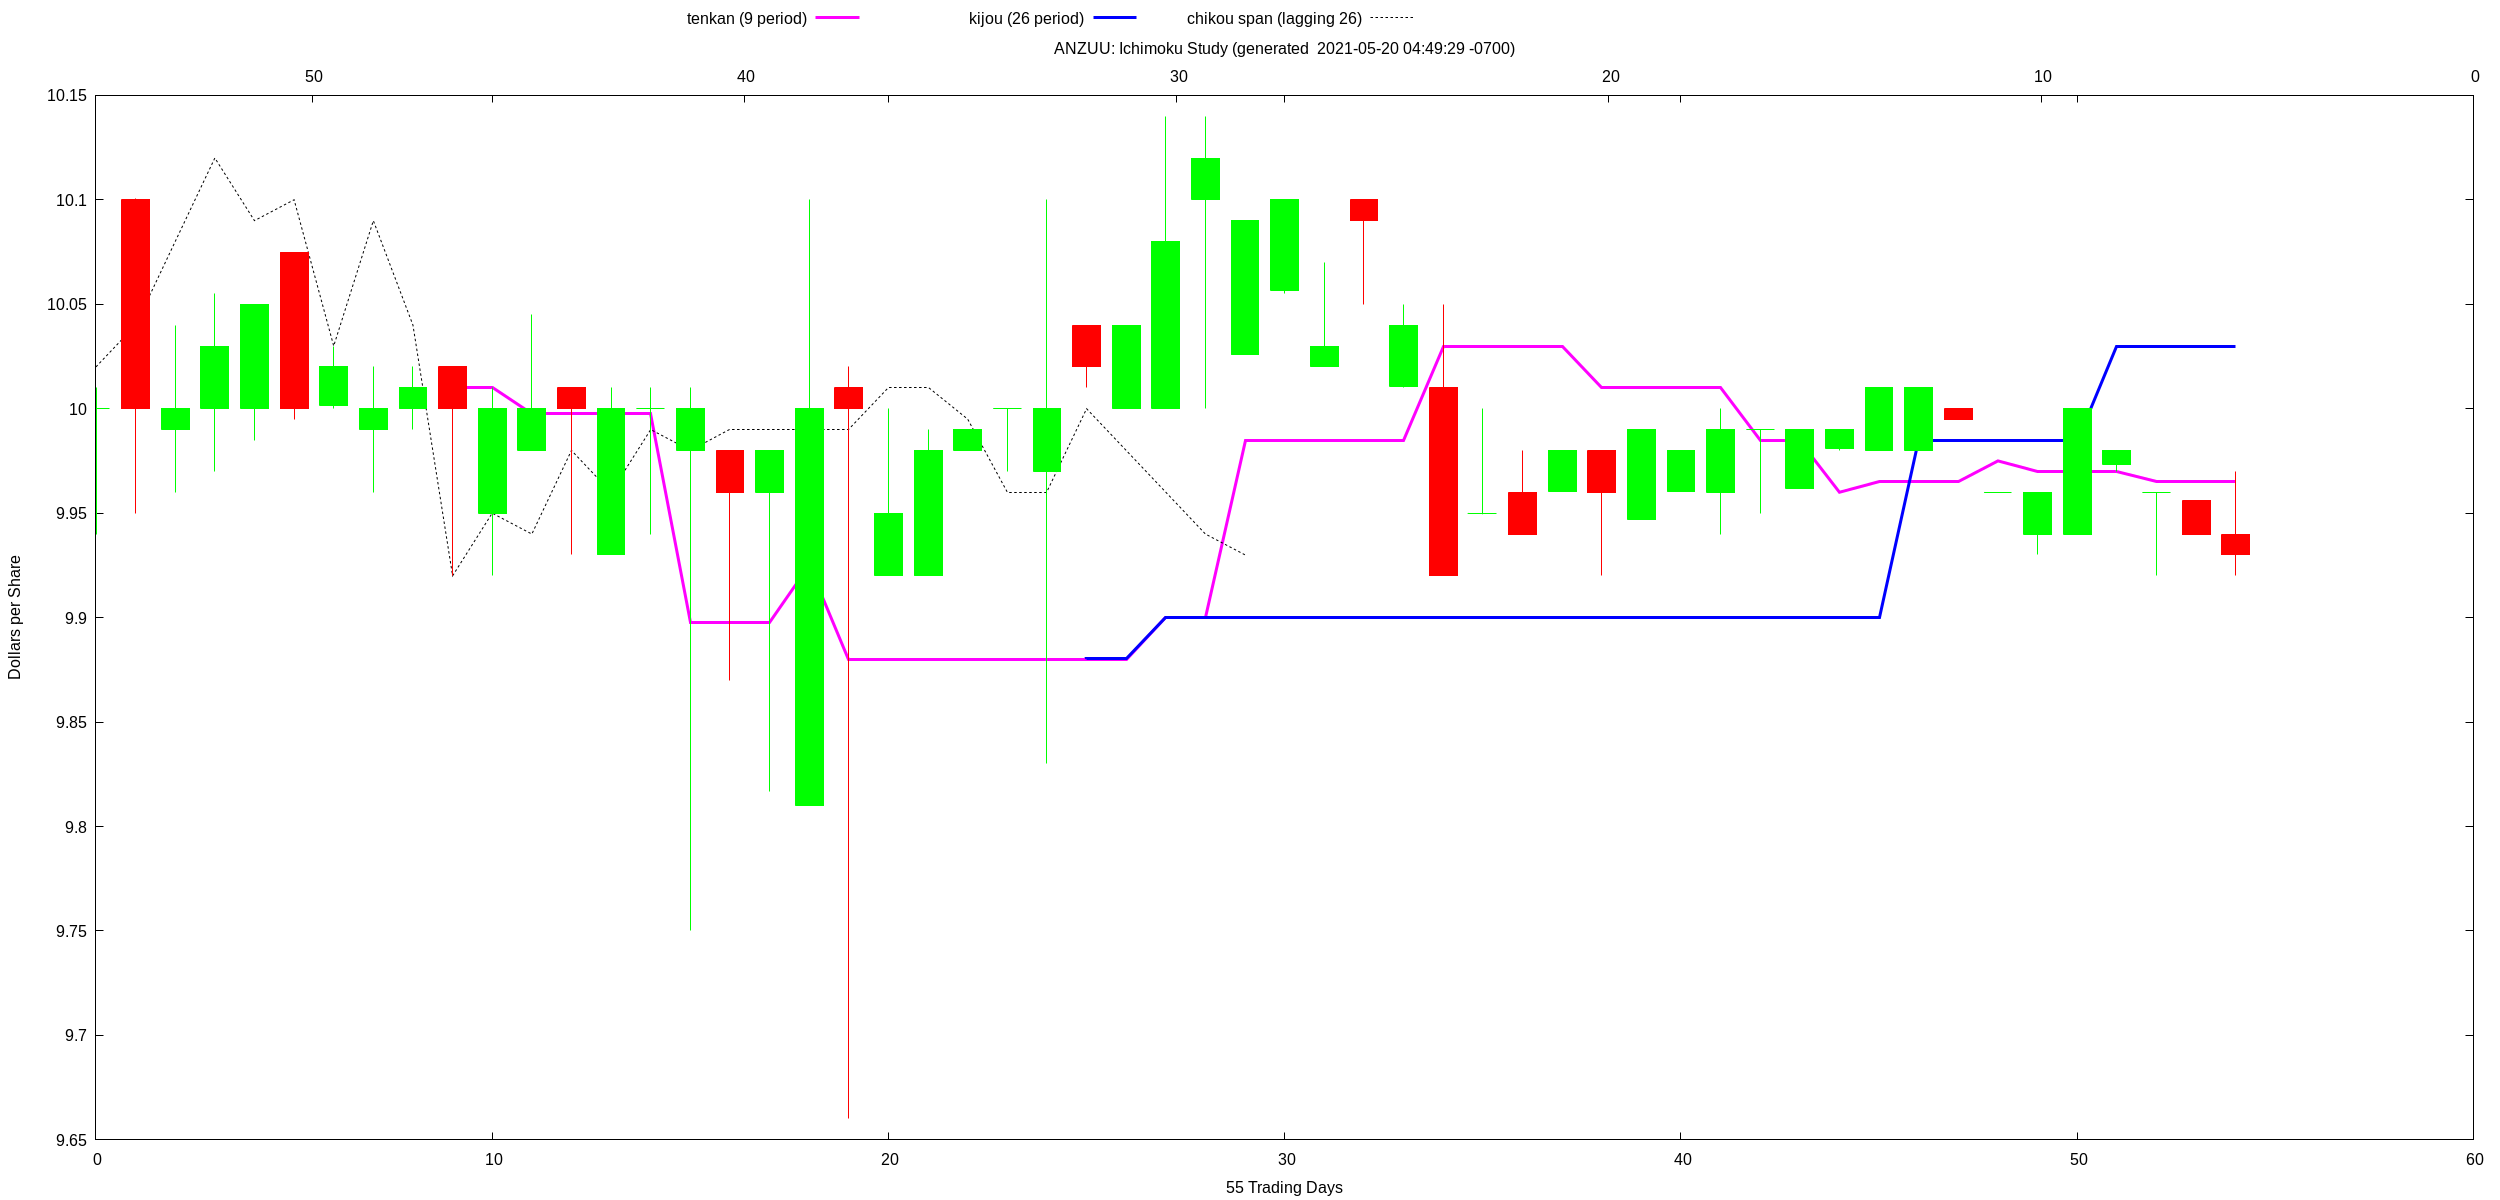 tenkan (9 period) kijou (26 period) chikou span (lagging 26)
ANZUU: Ichimoku Study (generated  2021-05-20 04:49:29 -0700)
50 40 30 20 10 0
10.15
10.1
10.05
10
9.95
9.9
9.85
9.8
9.75
9.7
9.65
Dollars per Share
0 10 20 30 40 50 60
55 Trading Days